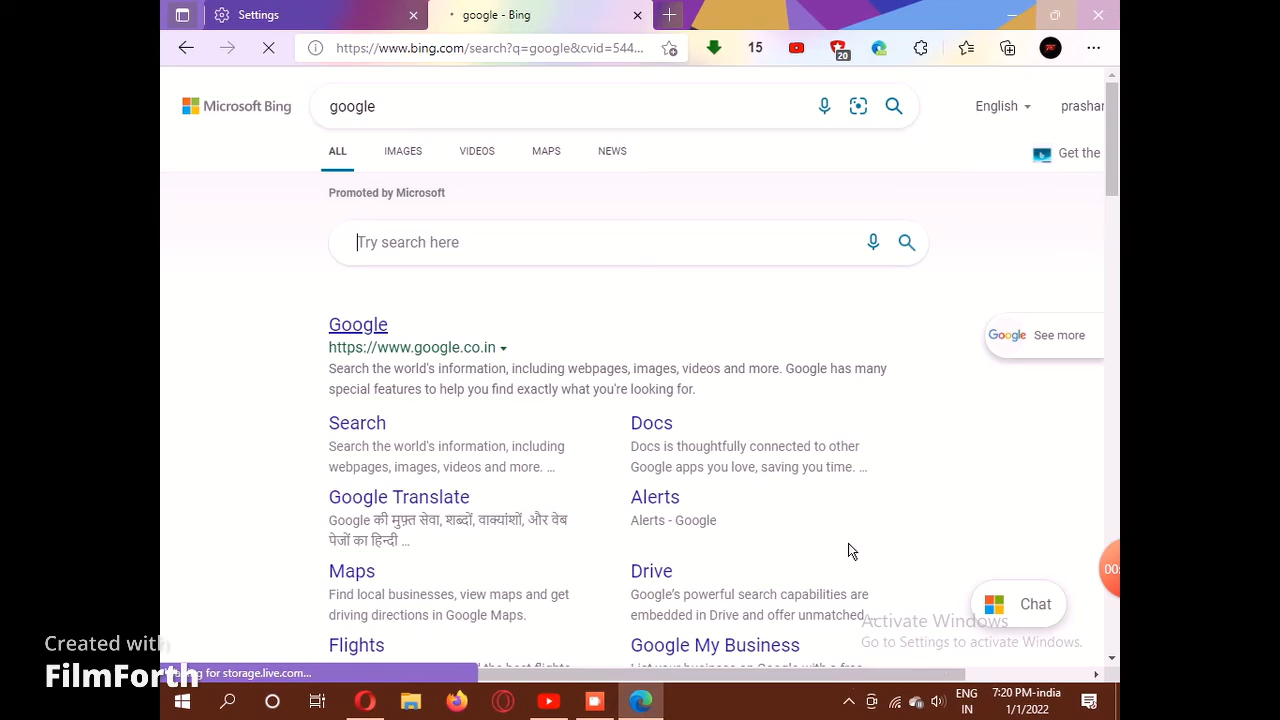 Settings
google - Bing
https://www.bing.com/search?q=google&cvid=544...
15
20
Microsoft Bing
google
English
prashar
ALL
IMAGES
VIDEOS
MAPS
NEWS
Get the
Promoted by Microsoft
Try search here
Google
https://www.google.co.in
Search the world's information, including webpages, images, videos and more. Google has many
special features to help you find exactly what you're looking for.
Google See more
Search
Search the world's information, including
webpages, images, videos and more. ...
Docs
Docs is thoughtfully connected to other
Google apps you love, saving you time. ...
Google Translate
Google की मुफ़्त सेवा, शब्दों, वाक्यांशों, और वेब
पेजों का हिन्दी ...
Alerts
Alerts - Google
Maps
Find local businesses, view maps and get
driving directions in Google Maps.
Drive
Google's powerful search capabilities are
embedded in Drive and offer unmatched
Flights
Google My Business
00:
Chat
Activate Windows
Go to Settings to activate Windows.
Created with
FilmForth
for storage.live.com...
ENG
IN
7:20 PM-india
1/1/2022